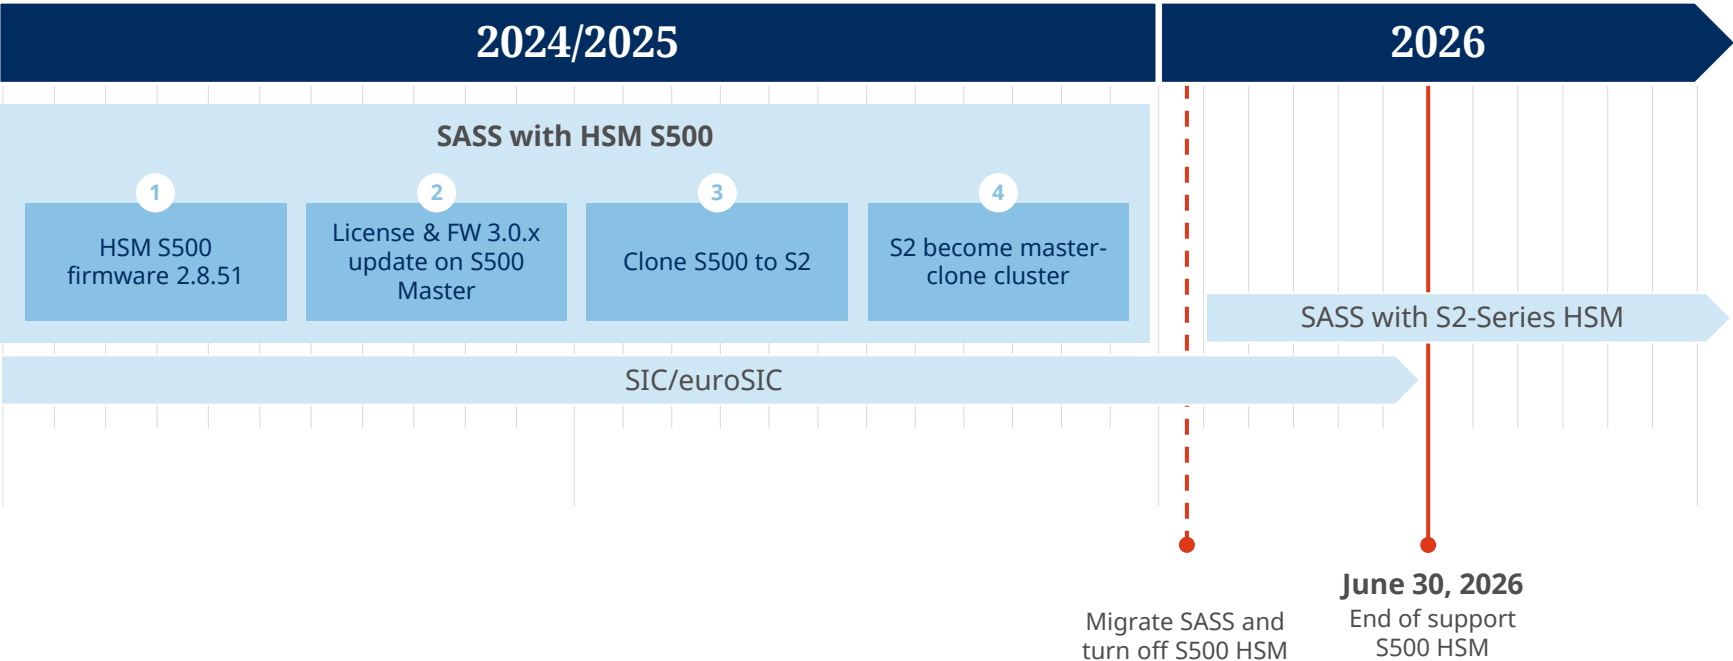 2024/2025
2026
SASS with HSM S500
1
HSM S500
firmware 2.8.51
2
License & FW 3.0.x
update on S500
Master
3
Clone S500 to S2
4
S2 become master-
clone cluster
SASS with S2-Series HSM
SIC/euroSIC
Migrate SASS and
turn off S500 HSM
June 30, 2026
End of support
S500 HSM